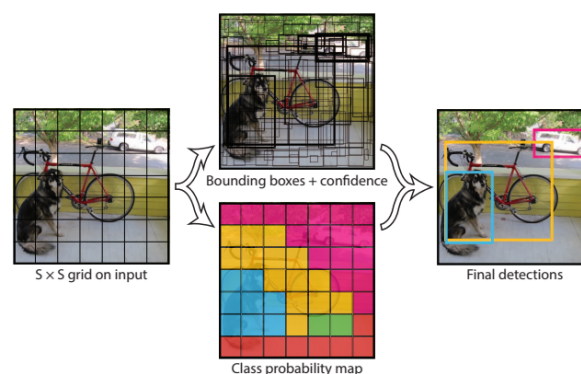 Bounding boxes + confidence
S × S grid on input
Final detections
Class probability map